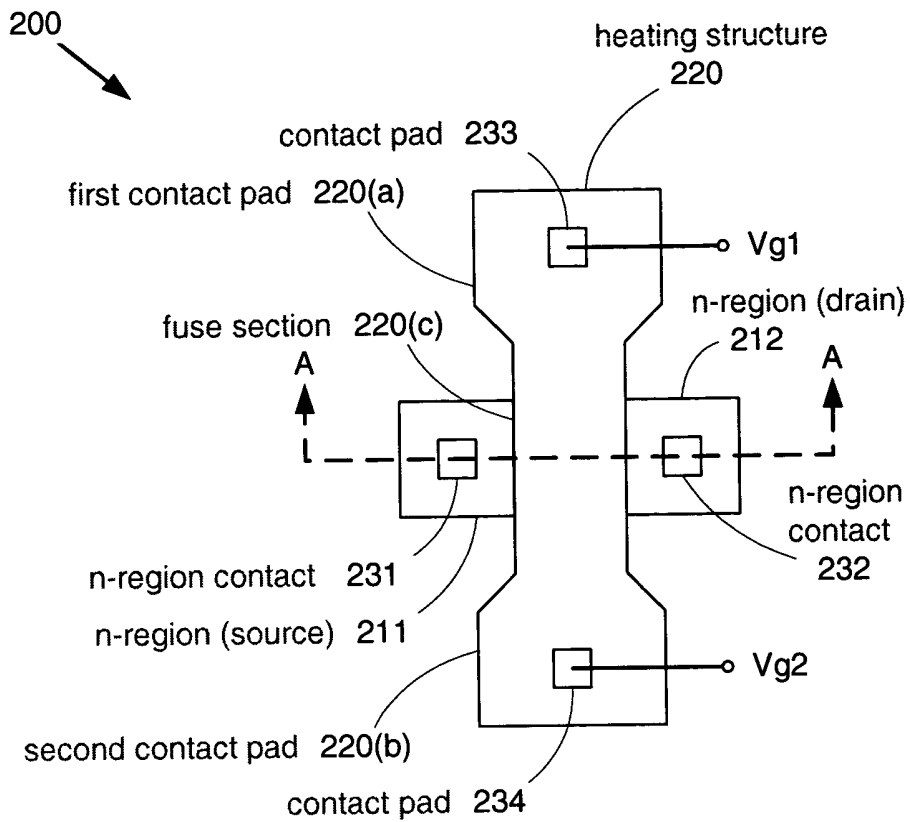 200
heating structure
220
contact pad 233
first contact pad 220(a)
Vg1
n-region (drain)
212
fuse section 220(c)
A
A
n-region
contact
232
n-region contact 231
n-region (source) 211
Vg2
second contact pad 220(b)
contact pad 234